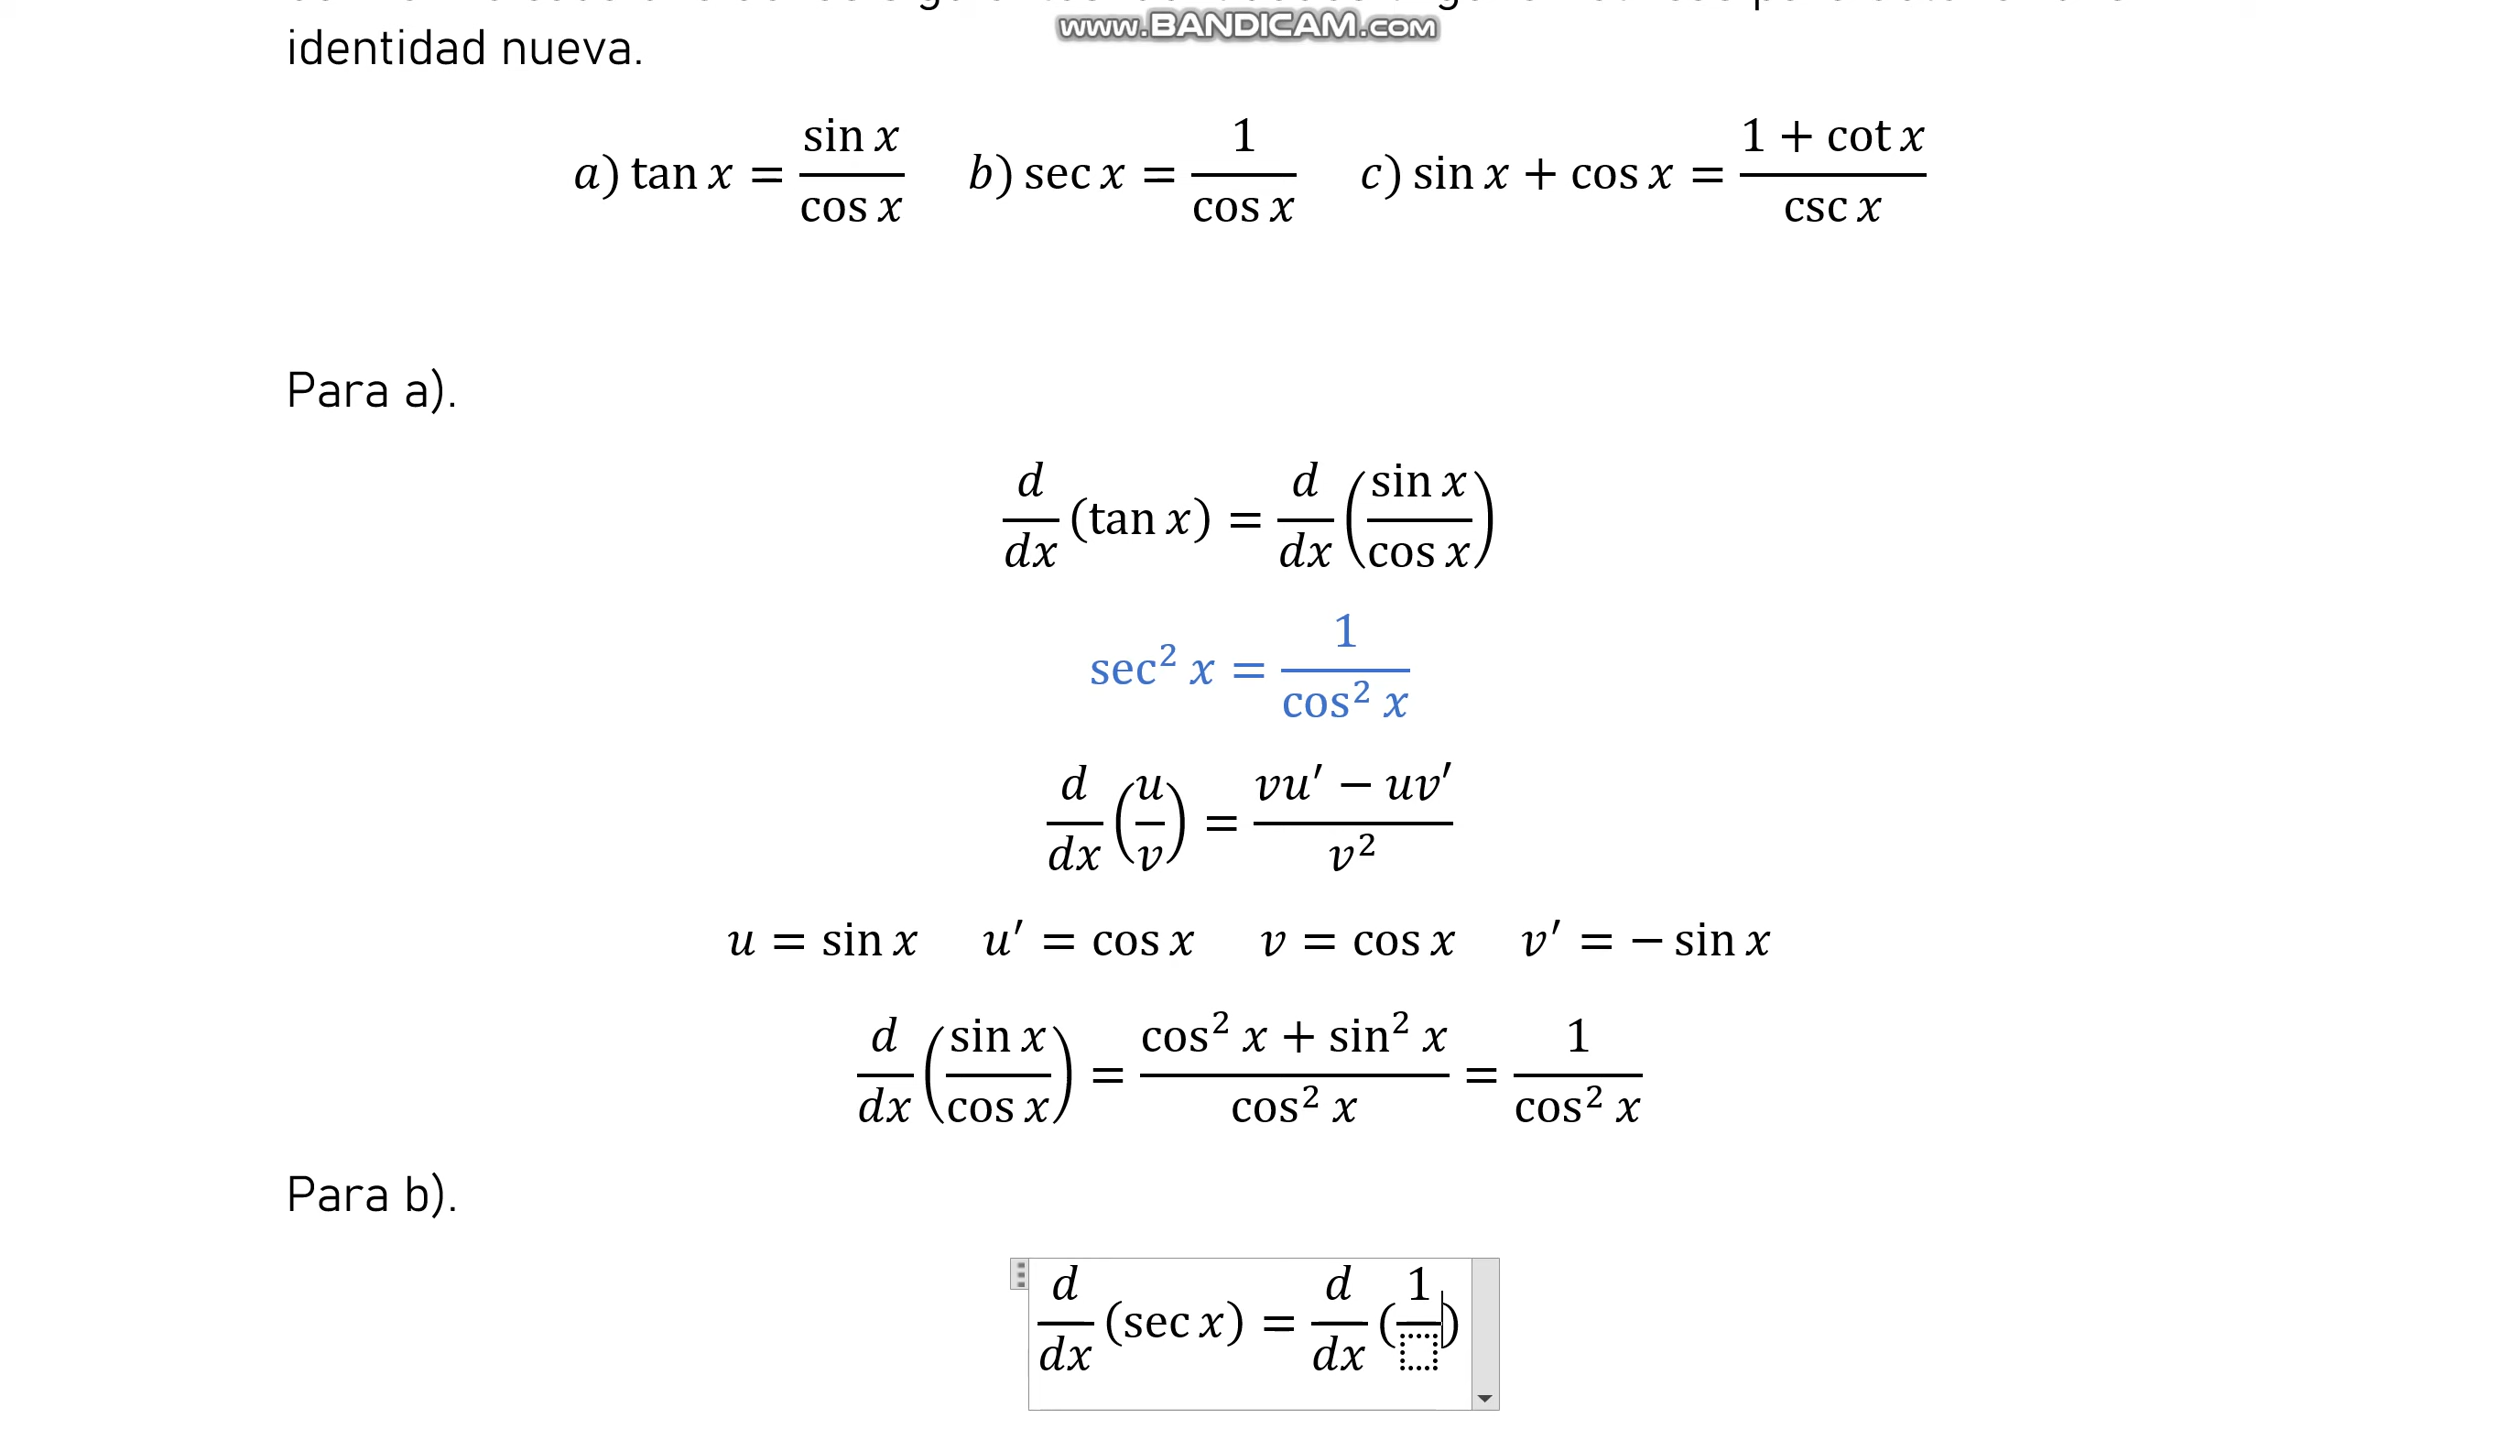 www.BANDICAM.COM
identidad nueva.
a) tan x = sin x / cos x b) sec x = 1 / cos x c) sin x + cos x = 1 + cot x / csc x
Para a).
d/dx (tan x) = d/dx (sin x / cos x)
sec² x = 1 / cos² x
d/dx (u/v) = vu′ − uv′ / v²
u = sin x u′ = cos x v = cos x v′ = − sin x
d/dx (sin x / cos x) = cos² x + sin² x / cos² x = 1 / cos² x
Para b).
d/dx (sec x) = d/dx (1/ )